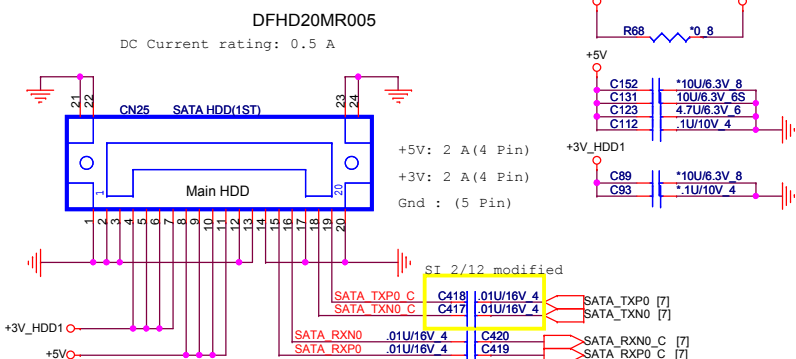 DFHD20MR005
DC Current rating: 0.5 A
R68 *0_8
+5V
C152 *10U/6.3V_8
C131 10U/6.3V_6S
C123 4.7U/6.3V_6
C112 .1U/10V_4
+3V_HDD1
C89 *10U/6.3V_8
C93 *.1U/10V_4
21 22 23 24
CN25 SATA HDD(1ST)
1 20
Main HDD
+5V: 2 A(4 Pin)
+3V: 2 A(4 Pin)
Gnd : (5 Pin)
1 2 3 4 5 6 7 8 9 10 11 12 13 14 15 16 17 18 19 20
SI 2/12 modified
SATA_TXP0_C C418 .01U/16V_4 SATA_TXP0 [7]
SATA_TXN0_C C417 .01U/16V_4 SATA_TXN0 [7]
+3V_HDD1
SATA_RXN0 .01U/16V_4 C420 SATA_RXN0_C [7]
SATA_RXP0 .01U/16V_4 C419 SATA_RXP0_C [7]
+5V